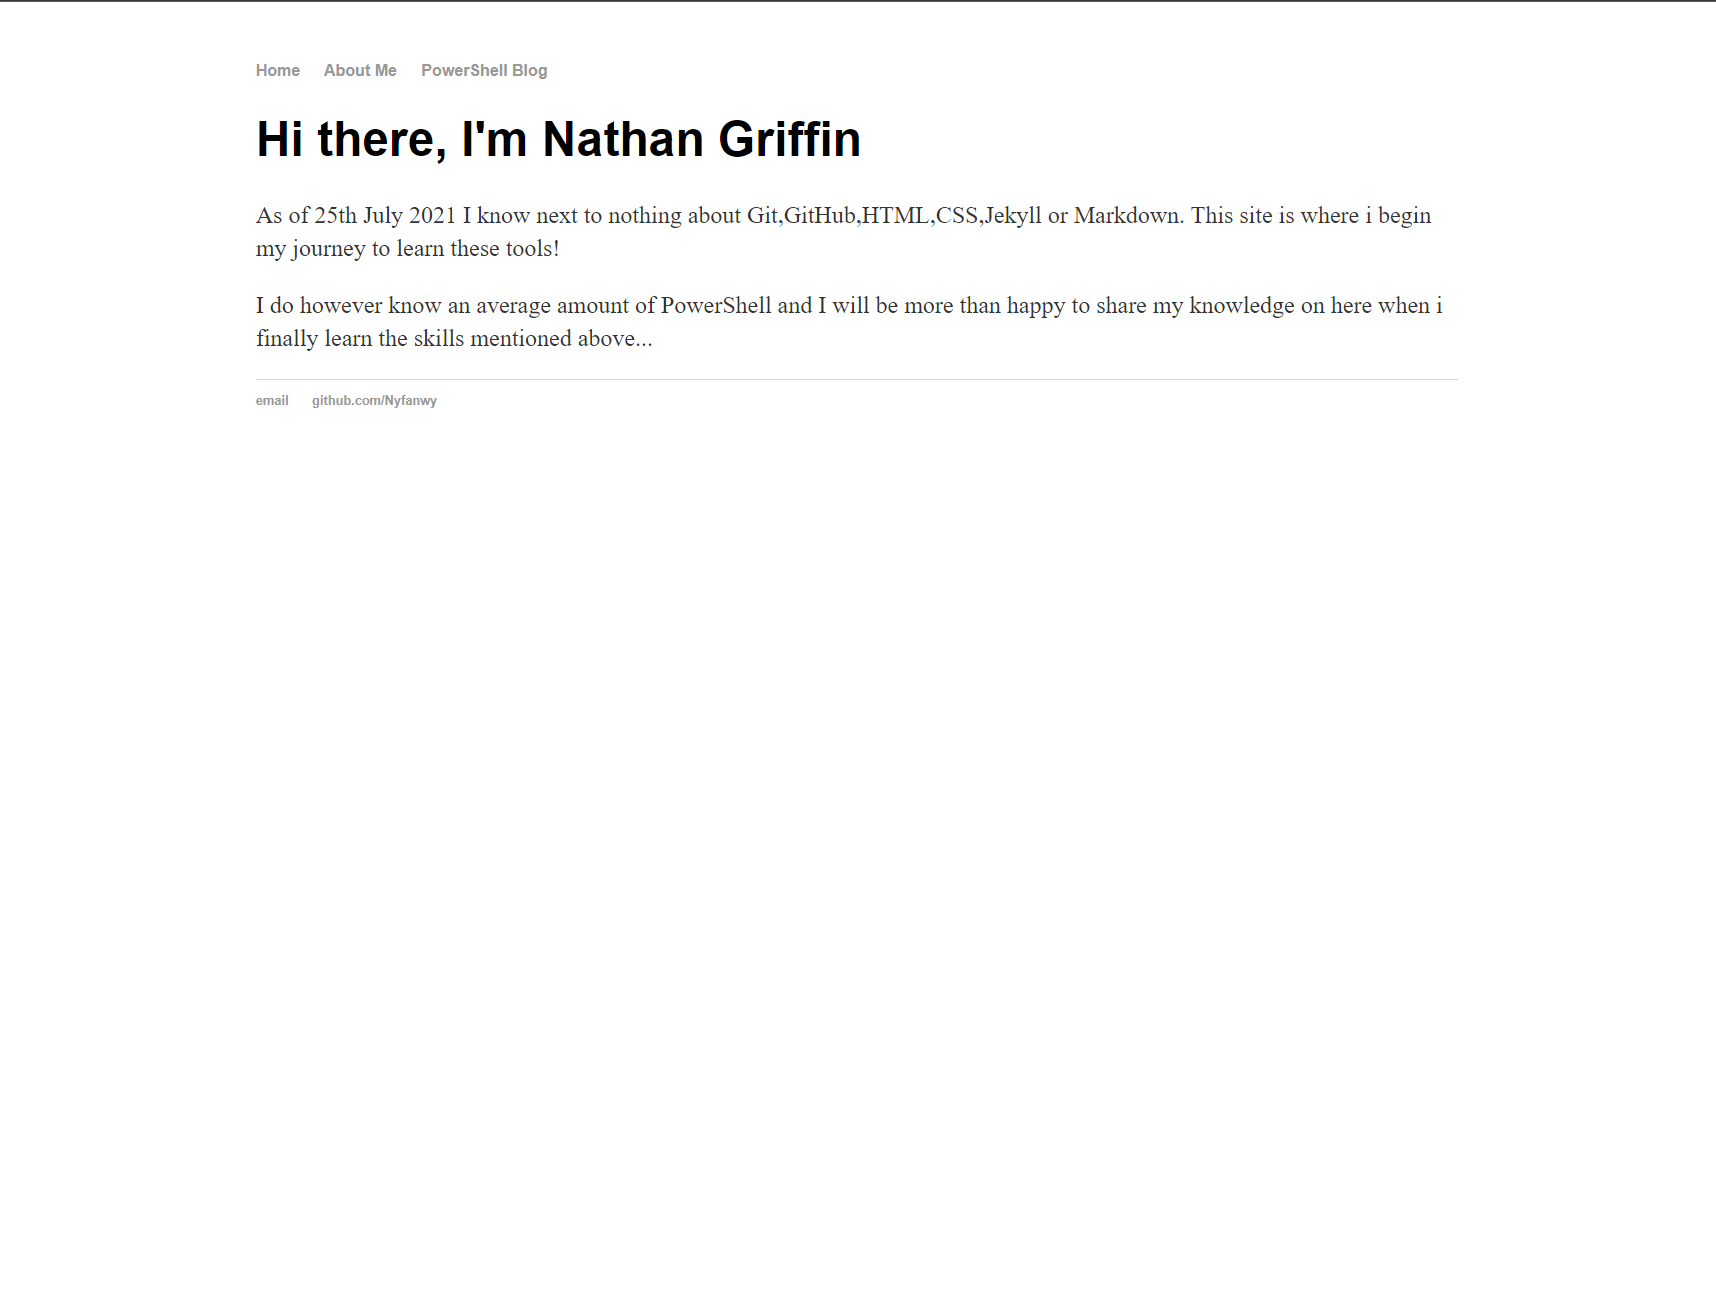 Home About Me PowerShell Blog
Hi there, I'm Nathan Griffin
As of 25th July 2021 I know next to nothing about Git,GitHub,HTML,CSS,Jekyll or Markdown. This site is where i begin
my journey to learn these tools!
I do however know an average amount of PowerShell and I will be more than happy to share my knowledge on here when i
finally learn the skills mentioned above...
email github.com/Nyfanwy